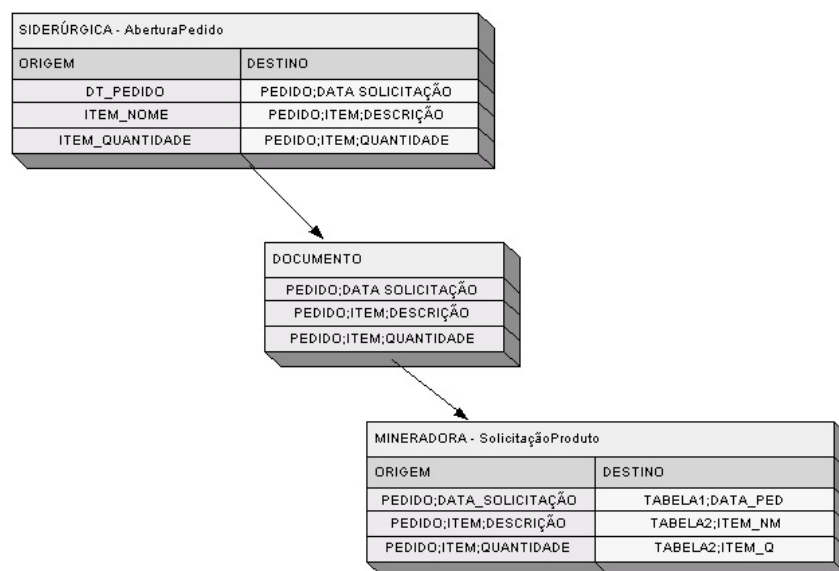 SIDERÚRGICA - AberturaPedido
ORIGEM DESTINO
DT_PEDIDO PEDIDO;DATA SOLICITAÇÃO
ITEM_NOME PEDIDO;ITEM;DESCRIÇÃO
ITEM_QUANTIDADE PEDIDO;ITEM;QUANTIDADE
DOCUMENTO
PEDIDO;DATA SOLICITAÇÃO
PEDIDO;ITEM;DESCRIÇÃO
PEDIDO;ITEM;QUANTIDADE
MINERADORA - SolicitaçãoProduto
ORIGEM DESTINO
PEDIDO;DATA_SOLICITAÇÃO TABELA1;DATA_PED
PEDIDO;ITEM;DESCRIÇÃO TABELA2;ITEM_NM
PEDIDO;ITEM;QUANTIDADE TABELA2;ITEM_Q